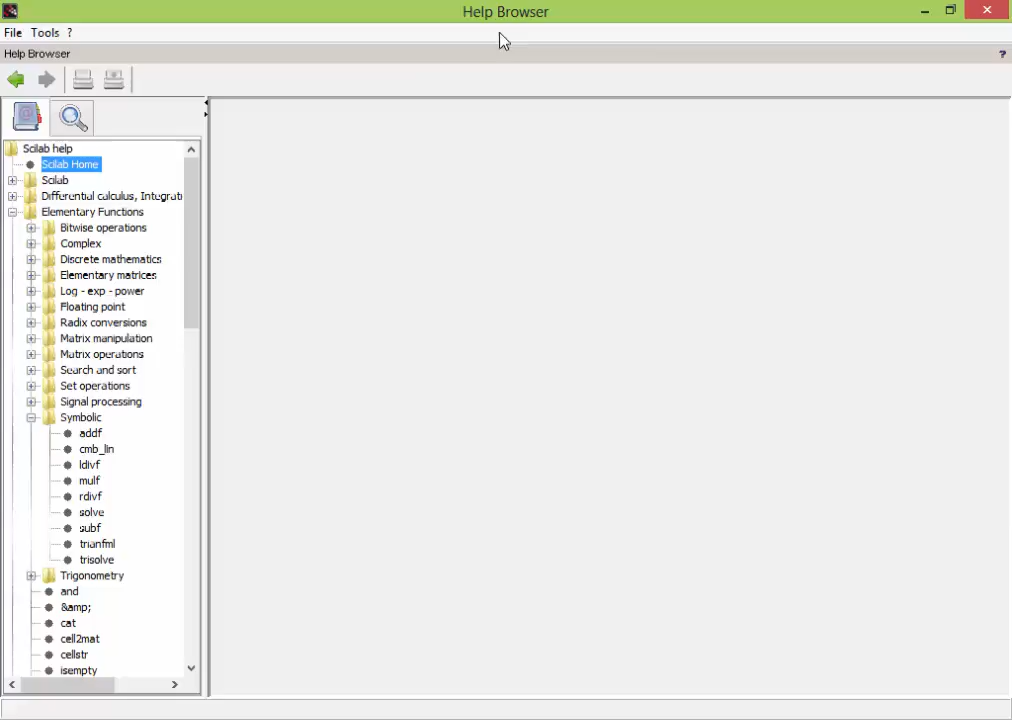 Help Browser
File Tools ?
Help Browser ?
Scilab help
Scilab Home
Scilab
Differential calculus, Integrati
Elementary Functions
Bitwise operations
Complex
Discrete mathematics
Elementary matrices
Log - exp - power
Floating point
Radix conversions
Matrix manipulation
Matrix operations
Search and sort
Set operations
Signal processing
Symbolic
addf
cmb_lin
ldivf
mulf
rdivf
solve
subf
trianfml
trisolve
Trigonometry
and
&amp;
cat
cell2mat
cellstr
isempty